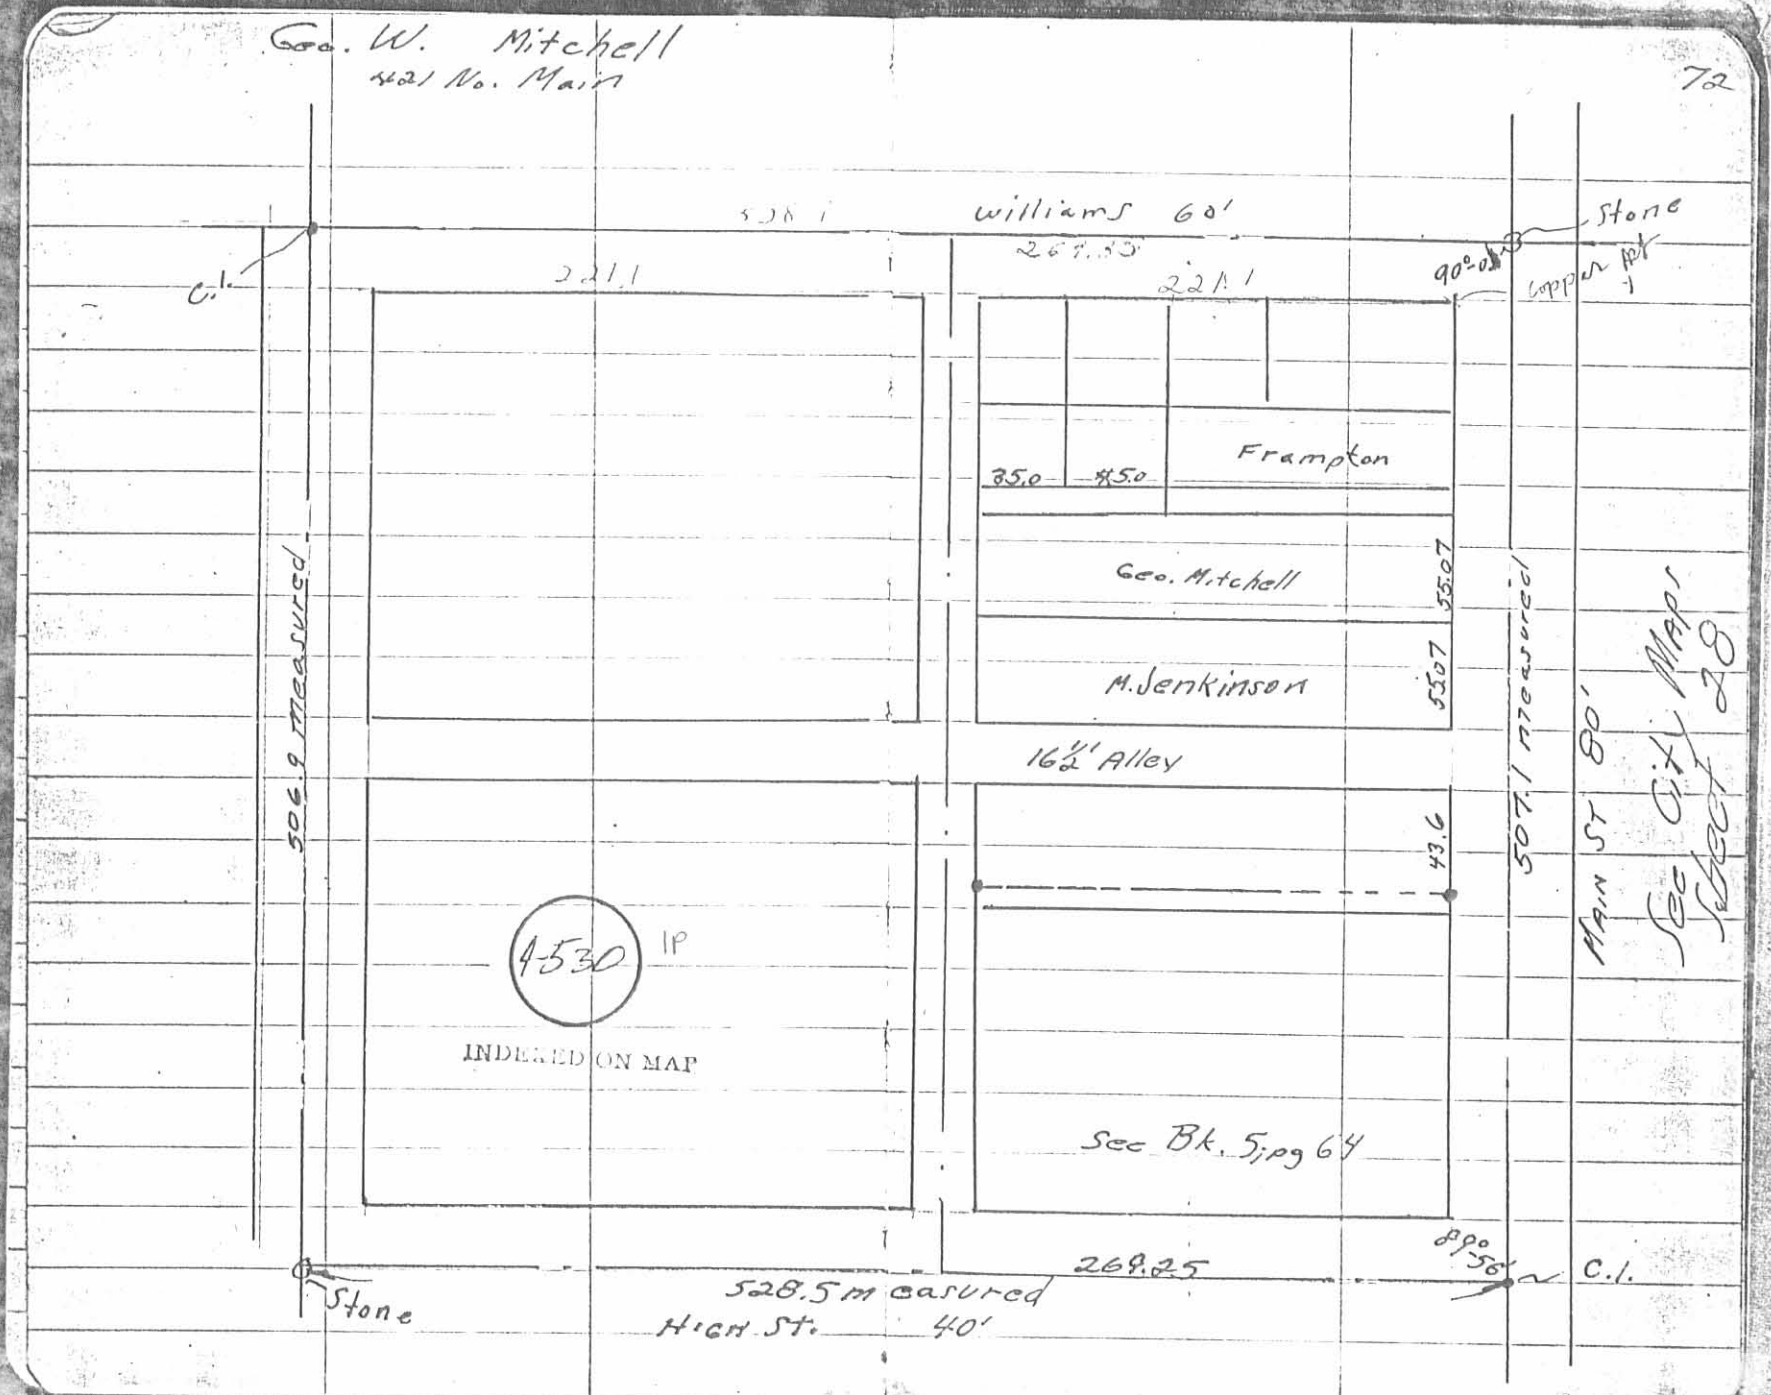 Geo. W. Mitchell
421 No. Main
72
Williams 60'
Stone
C.I.
221.1
221.1
90°-01'
copper
Frampton
35.0
45.0
Geo. Mitchell
55.07
M. Jenkinson
55.07
16½' Alley
506.9 measured
507.1 measured
MAIN ST 80'
See City Maps
Sheet 28
43.6
A-530
IP
INDEXED ON MAP
See Bk. 5; pg 64
89°-56'
C.I.
Stone
269.25
528.5 measured
HIGH St. 40'